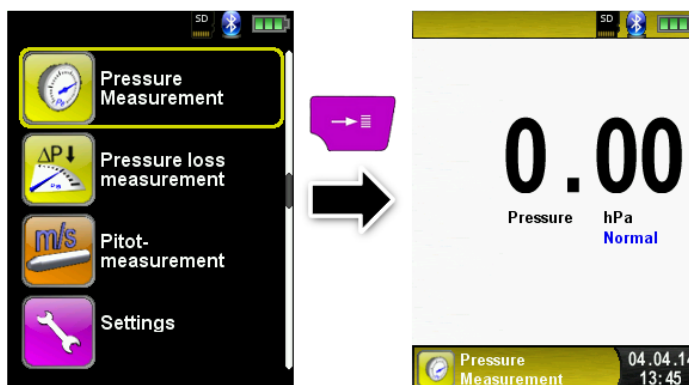 SD
Pressure
Measurement
ΔP
Pa
Pressure loss
measurement
m/s
Pitot-
measurement
Settings
SD
0.00
Pressure hPa
Normal
Pressure
Measurement
04.04.14
13:45